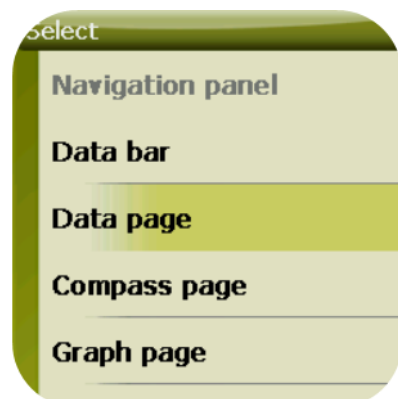 Select
Navigation panel
Data bar
Data page
Compass page
Graph page